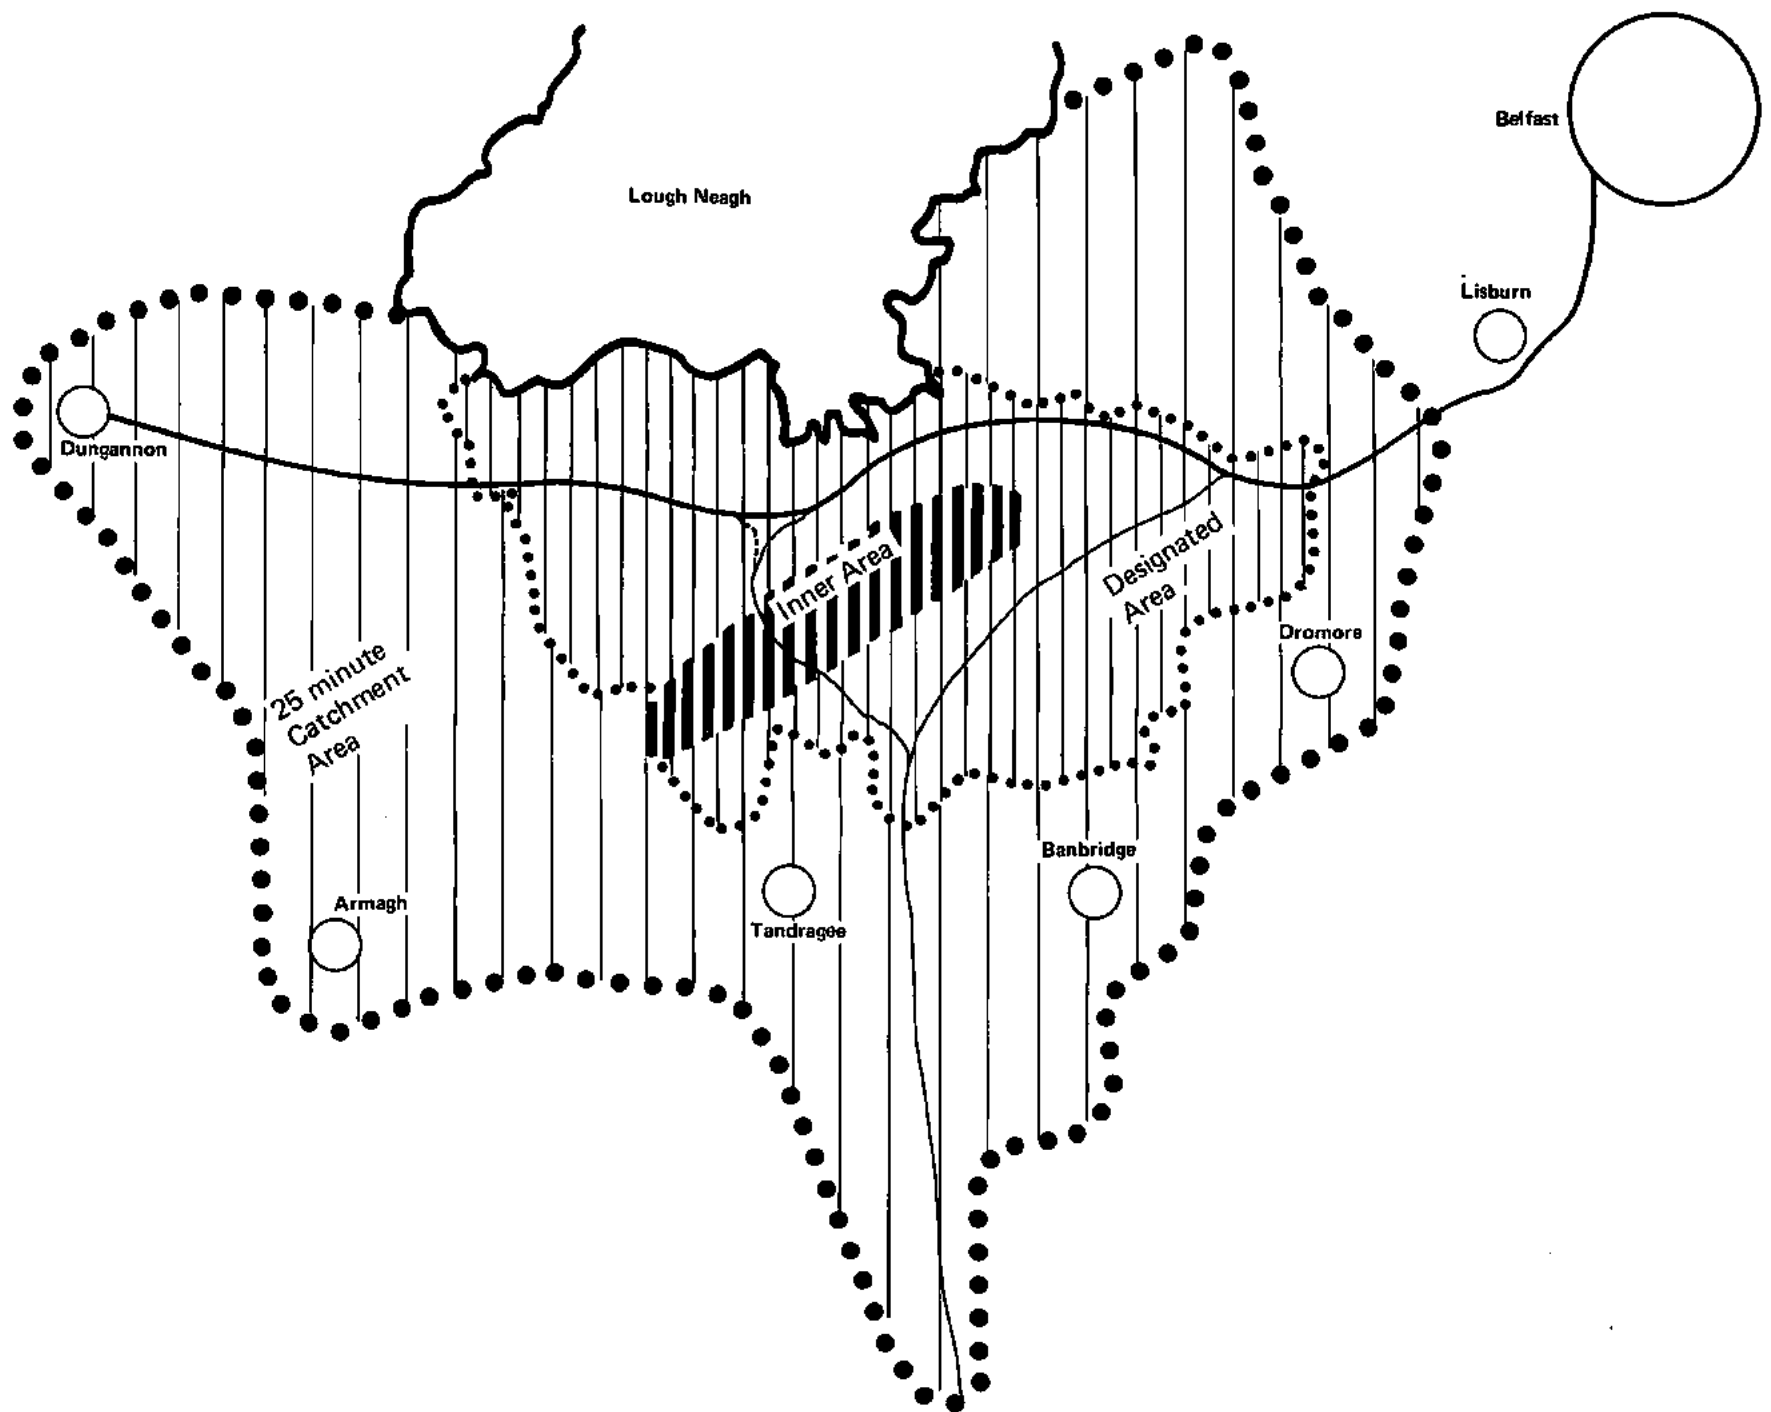 Belfast
Lough Neagh
Lisburn
Dungannon
Inner Area
Designated
Area
Dromore
25 minute
Catchment
Area
Banbridge
Armagh
Tandragee